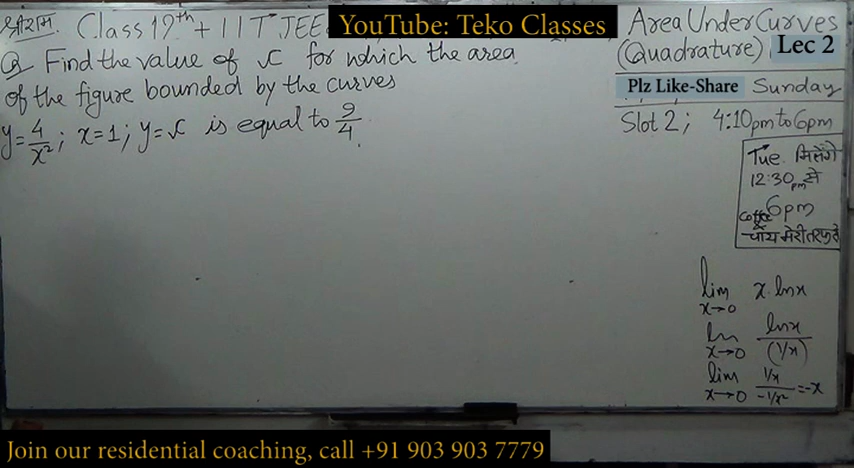 श्रीराम. Class 12th + IIT JEE
YouTube: Teko Classes
Area Under Curves
(Quadrature) Lec 2
Plz Like-Share Sunday
Slot 2; 4:10pm to 6pm
Q Find the value of c for which the area
of the figure bounded by the curves
y = 4/x²; x = 1; y = c is equal to 9/4.
Tue. मिलेंगे
12:30pm से
6pm
coffee
चाय मेरी तरफ से
lim x→0 x·lnx
lim x→0 lnx/(1/x)
lim x→0 (1/x)/(-1/x²) = -x
Join our residential coaching, call +91 903 903 7779